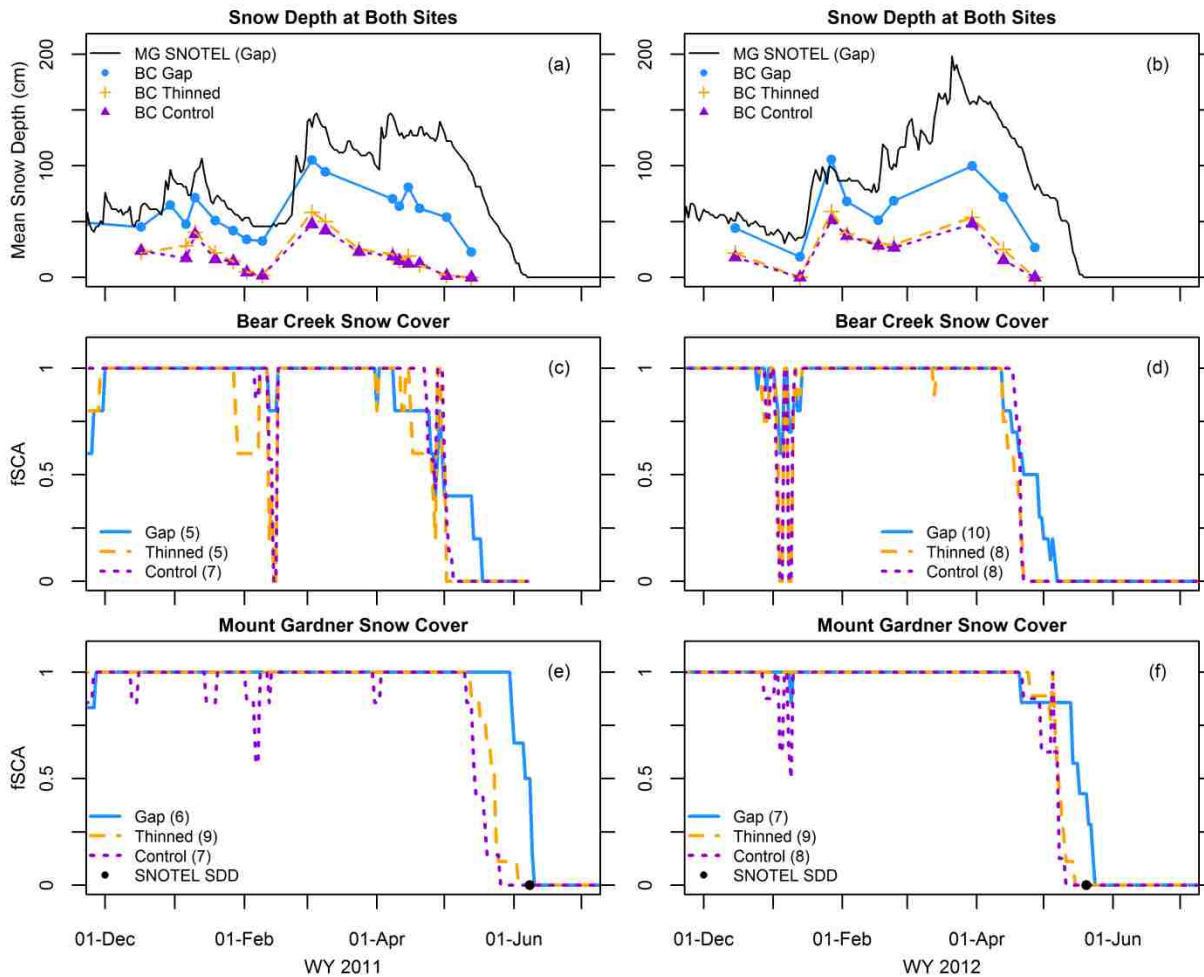 Snow Depth at Both Sites
Snow Depth at Both Sites
Mean Snow Depth (cm)
200
100
0
MG SNOTEL (Gap)
BC Gap
BC Thinned
BC Control
(a)
200
100
0
MG SNOTEL (Gap)
BC Gap
BC Thinned
BC Control
(b)
Bear Creek Snow Cover
Bear Creek Snow Cover
fSCA
1
0.5
0
(c)
Gap (5)
Thinned (5)
Control (7)
1
0.5
0
(d)
Gap (10)
Thinned (8)
Control (8)
Mount Gardner Snow Cover
Mount Gardner Snow Cover
fSCA
1
0.5
0
(e)
Gap (6)
Thinned (9)
Control (7)
SNOTEL SDD
1
0.5
0
(f)
Gap (7)
Thinned (9)
Control (8)
SNOTEL SDD
01-Dec 01-Feb 01-Apr 01-Jun
01-Dec 01-Feb 01-Apr 01-Jun
WY 2011
WY 2012